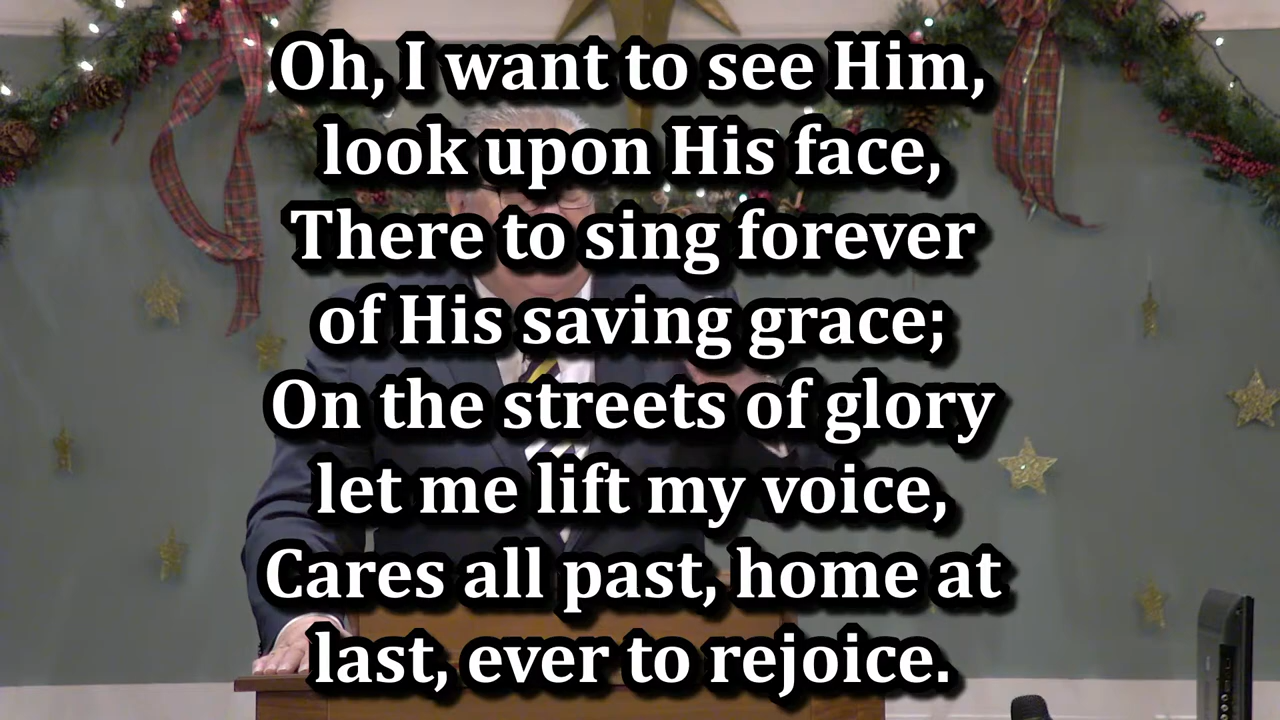 Oh, I want to see Him,
look upon His face,
There to sing forever
of His saving grace;
On the streets of glory
let me lift my voice,
Cares all past, home at
last, ever to rejoice.